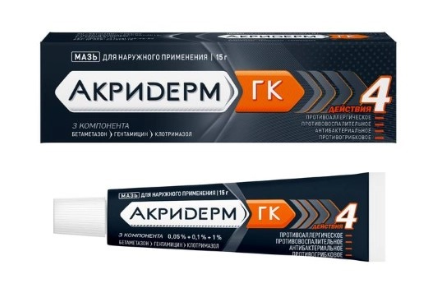 МАЗЬ ДЛЯ НАРУЖНОГО ПРИМЕНЕНИЯ | 15 г
АКРИДЕРМ ГК
4 ДЕЙСТВИЯ
ПРОТИВОАЛЛЕРГИЧЕСКОЕ
ПРОТИВОВОСПАЛИТЕЛЬНОЕ
АНТИБАКТЕРИАЛЬНОЕ
ПРОТИВОГРИБКОВОЕ
3 КОМПОНЕНТА
БЕТАМЕТАЗОН > ГЕНТАМИЦИН > КЛОТРИМАЗОЛ
МАЗЬ ДЛЯ НАРУЖНОГО ПРИМЕНЕНИЯ | 15 г
АКРИДЕРМ ГК
4 ДЕЙСТВИЯ
ПРОТИВОАЛЛЕРГИЧЕСКОЕ
ПРОТИВОВОСПАЛИТЕЛЬНОЕ
АНТИБАКТЕРИАЛЬНОЕ
ПРОТИВОГРИБКОВОЕ
3 КОМПОНЕНТА 0,05% + 0,1% + 1%
БЕТАМЕТАЗОН > ГЕНТАМИЦИН > КЛОТРИМАЗОЛ